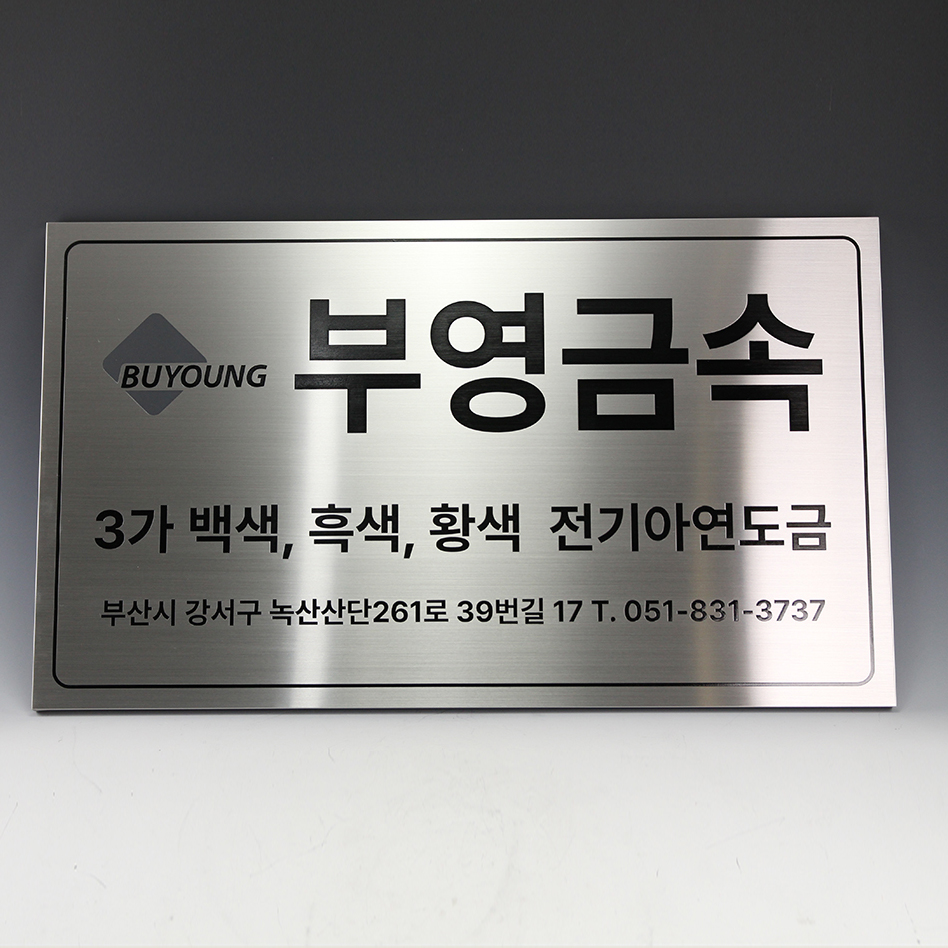 BUYOUNG 부영금속
3가 백색, 흑색, 황색 전기아연도금
부산시 강서구 녹산산단261로 39번길 17 T. 051-831-3737